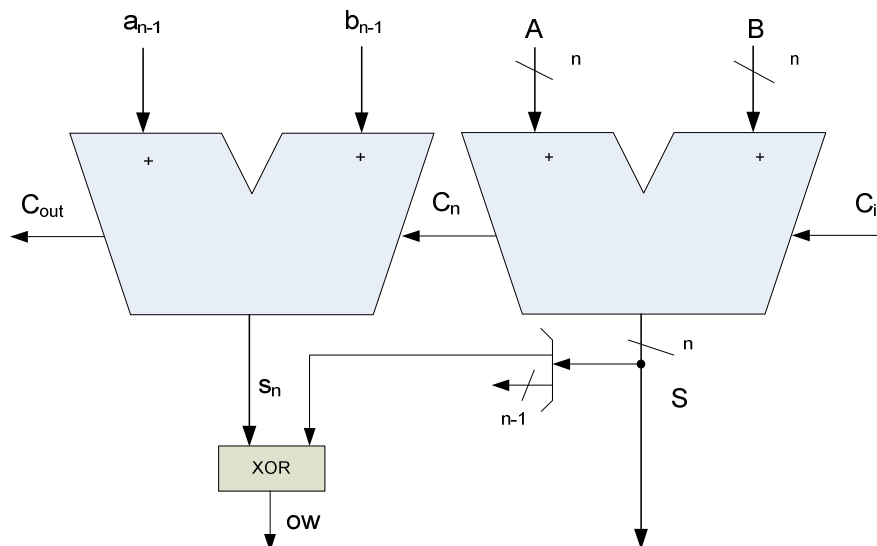 aₙ₋₁ bₙ₋₁ A n B n
+ + + +
Cout Cₙ Ci
n
sₙ S
n-1
XOR
ow